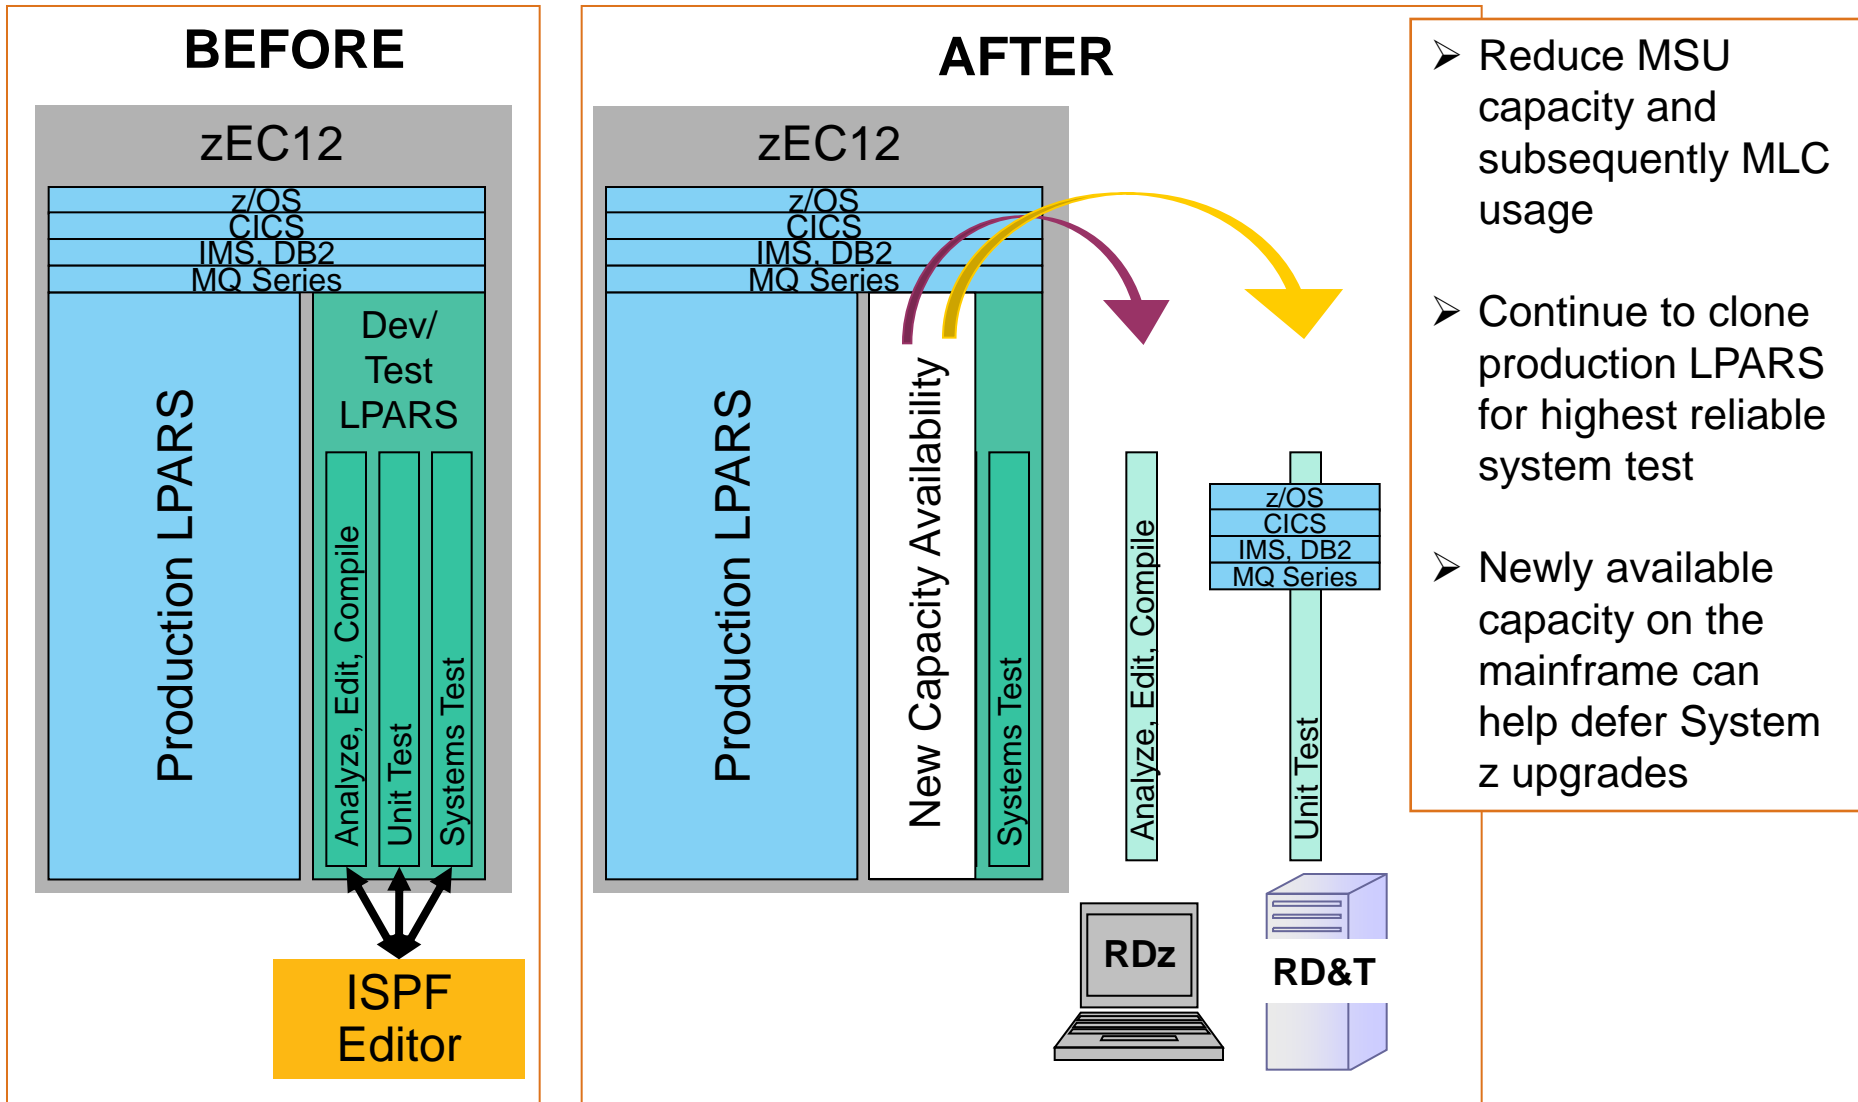 BEFORE
zEC12
z/OS
CICS
IMS, DB2
MQ Series
Production LPARS
Dev/
Test
LPARS
Analyze, Edit, Compile
Unit Test
Systems Test
ISPF
Editor
AFTER
zEC12
z/OS
CICS
IMS, DB2
MQ Series
Production LPARS
New Capacity Availability
Systems Test
Analyze, Edit, Compile
z/OS
CICS
IMS, DB2
MQ Series
Unit Test
RDz
RD&T
➢ Reduce MSU
capacity and
subsequently MLC
usage
➢ Continue to clone
production LPARS
for highest reliable
system test
➢ Newly available
capacity on the
mainframe can
help defer System
z upgrades